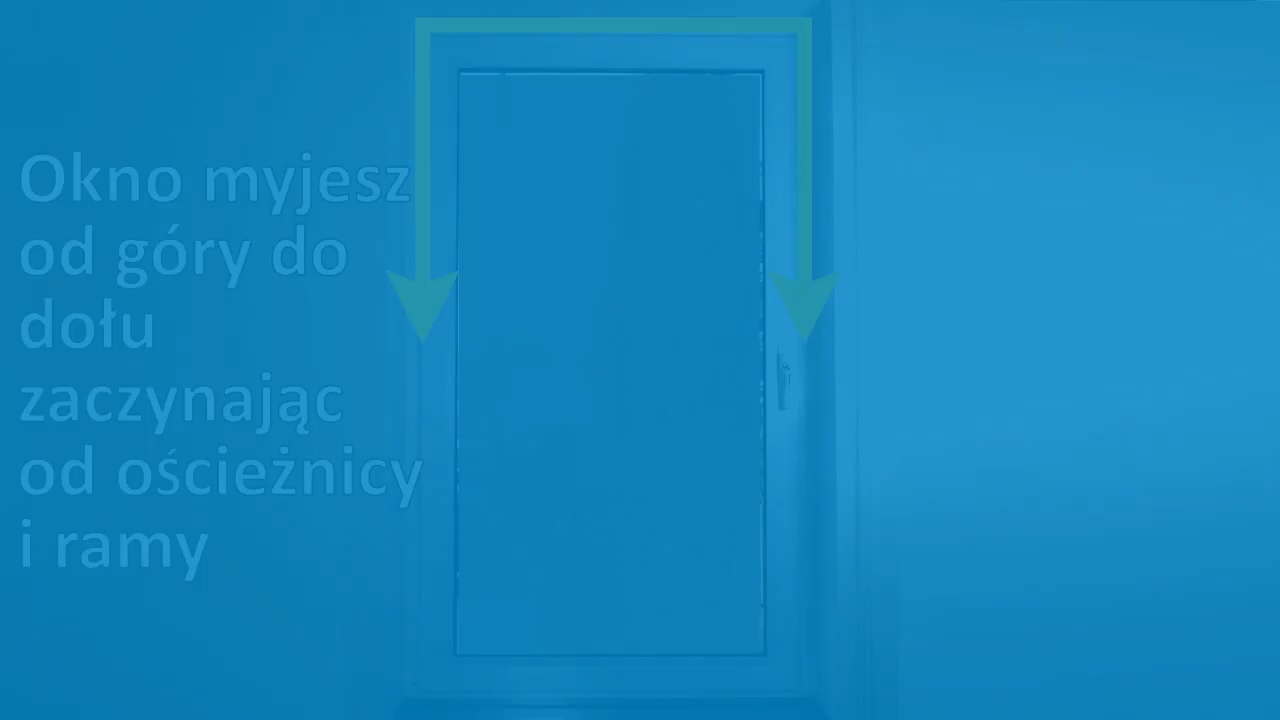 Okno myjesz
od góry do
dołu
zaczynając
od ościeżnicy
i ramy